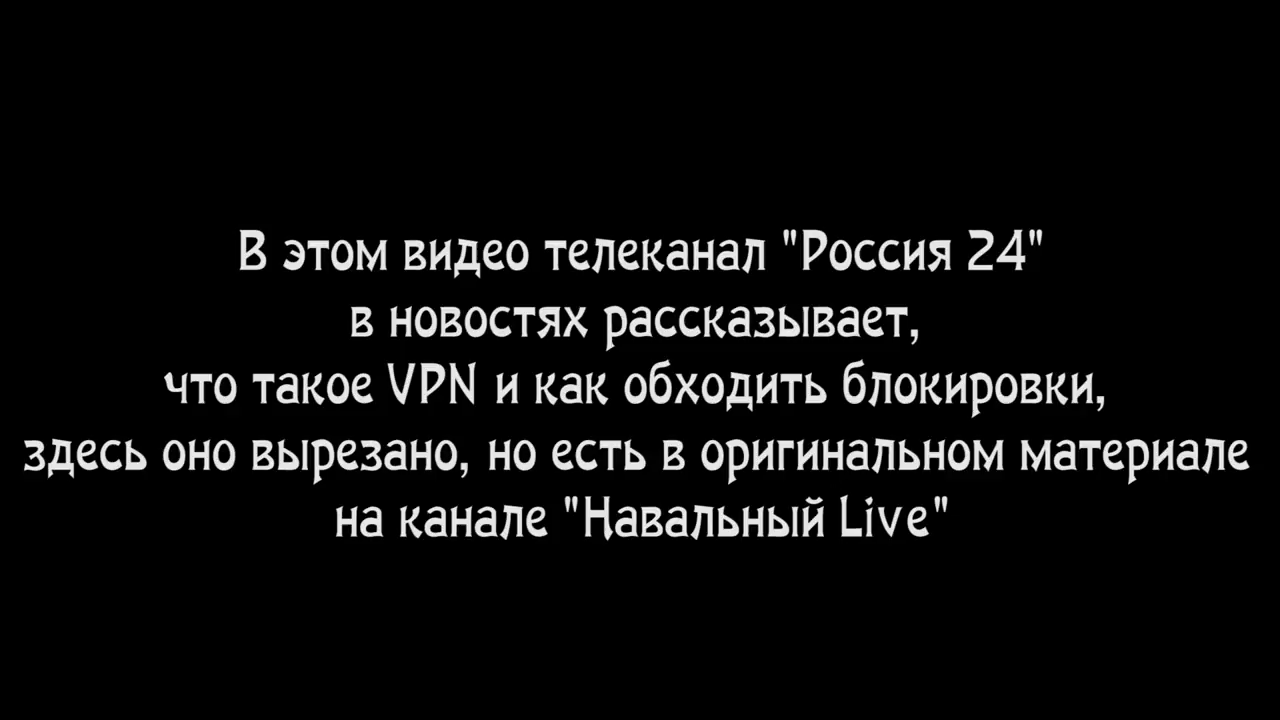 В этом видео телеканал "Россия 24"
в новостях рассказывает,
что такое VPN и как обходить блокировки,
здесь оно вырезано, но есть в оригинальном материале
на канале "Навальный Live"